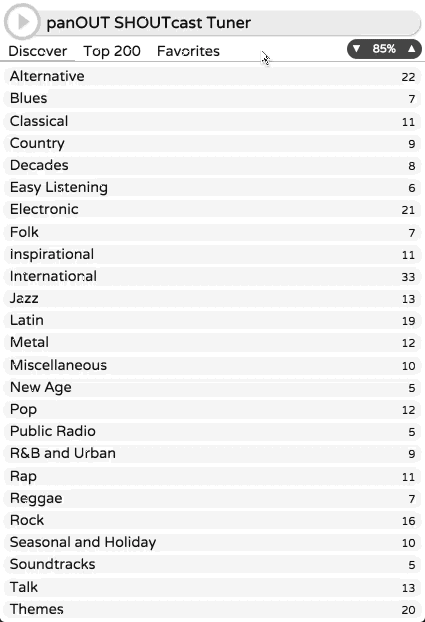 panOUT SHOUTcast Tuner
Discover Top 200 Favorites ▼ 85% ▲
Alternative 22
Blues 7
Classical 11
Country 9
Decades 8
Easy Listening 6
Electronic 21
Folk 7
Inspirational 11
International 33
Jazz 13
Latin 19
Metal 12
Miscellaneous 10
New Age 5
Pop 12
Public Radio 5
R&B and Urban 9
Rap 11
Reggae 7
Rock 16
Seasonal and Holiday 10
Soundtracks 5
Talk 13
Themes 20